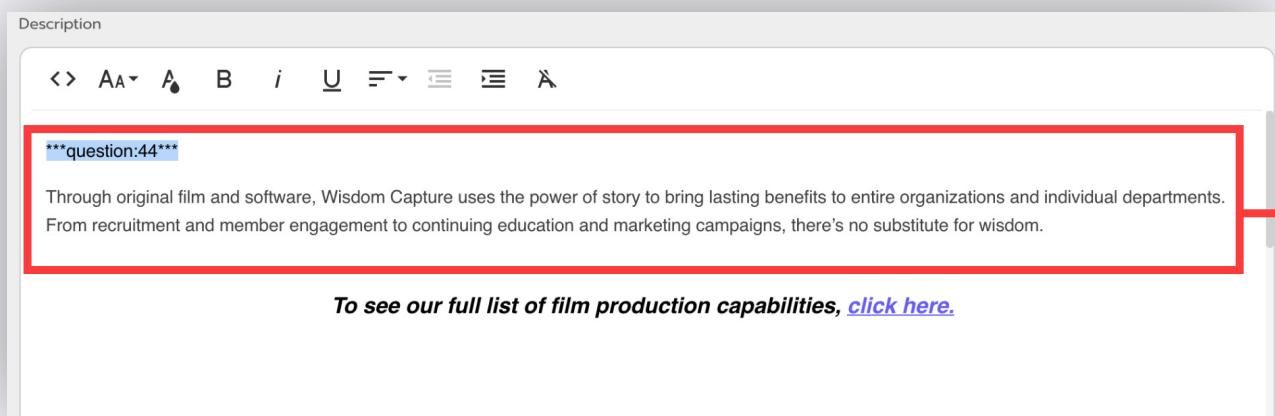 Description
<> AA A B i U A
***question:44***
Through original film and software, Wisdom Capture uses the power of story to bring lasting benefits to entire organizations and individual departments.
From recruitment and member engagement to continuing education and marketing campaigns, there’s no substitute for wisdom.
To see our full list of film production capabilities, click here.